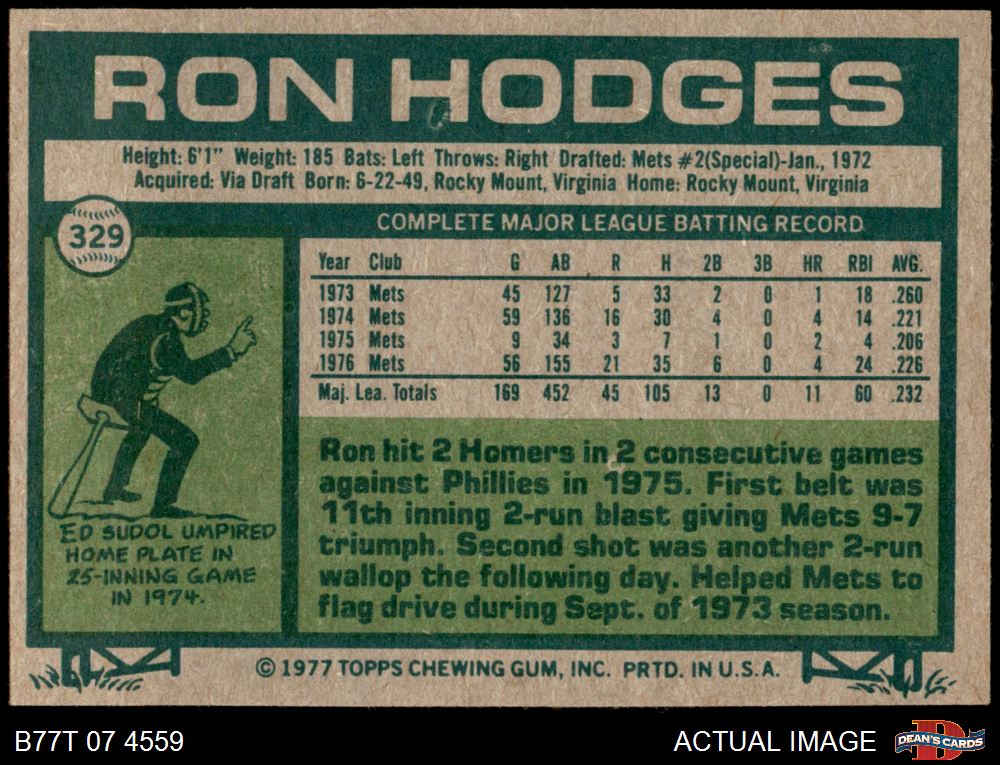 RON HODGES
Height: 6'1" Weight: 185 Bats: Left Throws: Right Drafted: Mets #2(Special)-Jan., 1972
Acquired: Via Draft Born: 6-22-49, Rocky Mount, Virginia Home: Rocky Mount, Virginia
329
COMPLETE MAJOR LEAGUE BATTING RECORD
Year Club G AB R H 2B 3B HR RBI AVG.
1973 Mets 45 127 5 33 2 0 1 18 .260
1974 Mets 59 136 16 30 4 0 4 14 .221
1975 Mets 9 34 3 7 1 0 2 4 .206
1976 Mets 56 155 21 35 6 0 4 24 .226
Maj. Lea. Totals 169 452 45 105 13 0 11 60 .232
ED SUDOL UMPIRED
HOME PLATE IN
25-INNING GAME
IN 1974.
Ron hit 2 Homers in 2 consecutive games
against Phillies in 1975. First belt was
11th inning 2-run blast giving Mets 9-7
triumph. Second shot was another 2-run
wallop the following day. Helped Mets to
flag drive during Sept. of 1973 season.
© 1977 TOPPS CHEWING GUM, INC. PRTD. IN U.S.A.
B77T 07 4559
ACTUAL IMAGE
DEAN'S CARDS